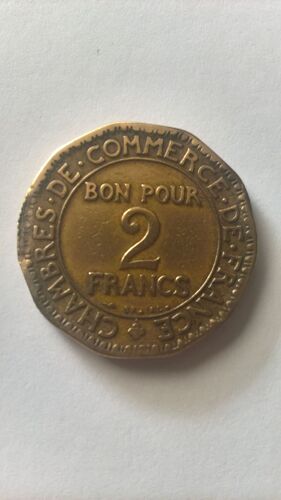 CHAMBRES·DE·COMMERCE·DE·FRANCE
BON POUR
2
FRANCS